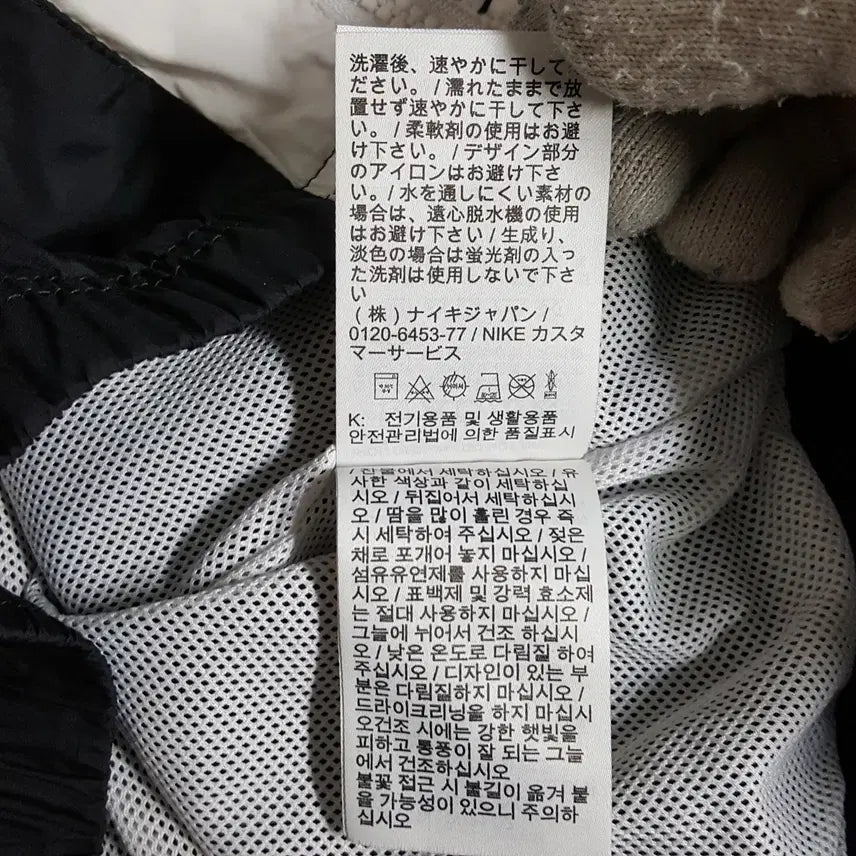 洗濯後、速やかに干して
ださい。/ 濡れたままで放
置せず速やかに干して下さ
い。/ 柔軟剤の使用はお避
け下さい。/ デザイン部分
のアイロンはお避け下さ
い。/ 水を通しにくい素材の
場合は、遠心脱水機の使用
はお避け下さい / 生成り、
淡色の場合は蛍光剤の入っ
た洗剤は使用しないで下さ
い
(株) ナイキジャパン /
0120-6453-77 / NIKE カスタ
マーサービス
K: 전기용품 및 생활용품
안전관리법에 의한 품질표시
/ 찬물에서 세탁하십시오 / 유
사한 색상과 같이 세탁하십
시오 / 뒤집어서 세탁하십시
오 / 땀을 많이 흘린 경우 즉
시 세탁하여 주십시오 / 젖은
채로 포개어 놓지 마십시오 /
섬유유연제를 사용하지 마십
시오 / 표백제 및 강력 효소제
는 절대 사용하지 마십시오 /
그늘에 뉘어서 건조 하십시
오 / 낮은 온도로 다림질 하여
주십시오 / 디자인이 있는 부
분은 다림질하지 마십시오 /
드라이크리닝을 하지 마십시
오건조 시에는 강한 햇빛을
피하고 통풍이 잘 되는 그늘
에서 건조하십시오
불꽃 접근 시 불길이 옮겨 붙
을 가능성이 있으니 주의하
십시오